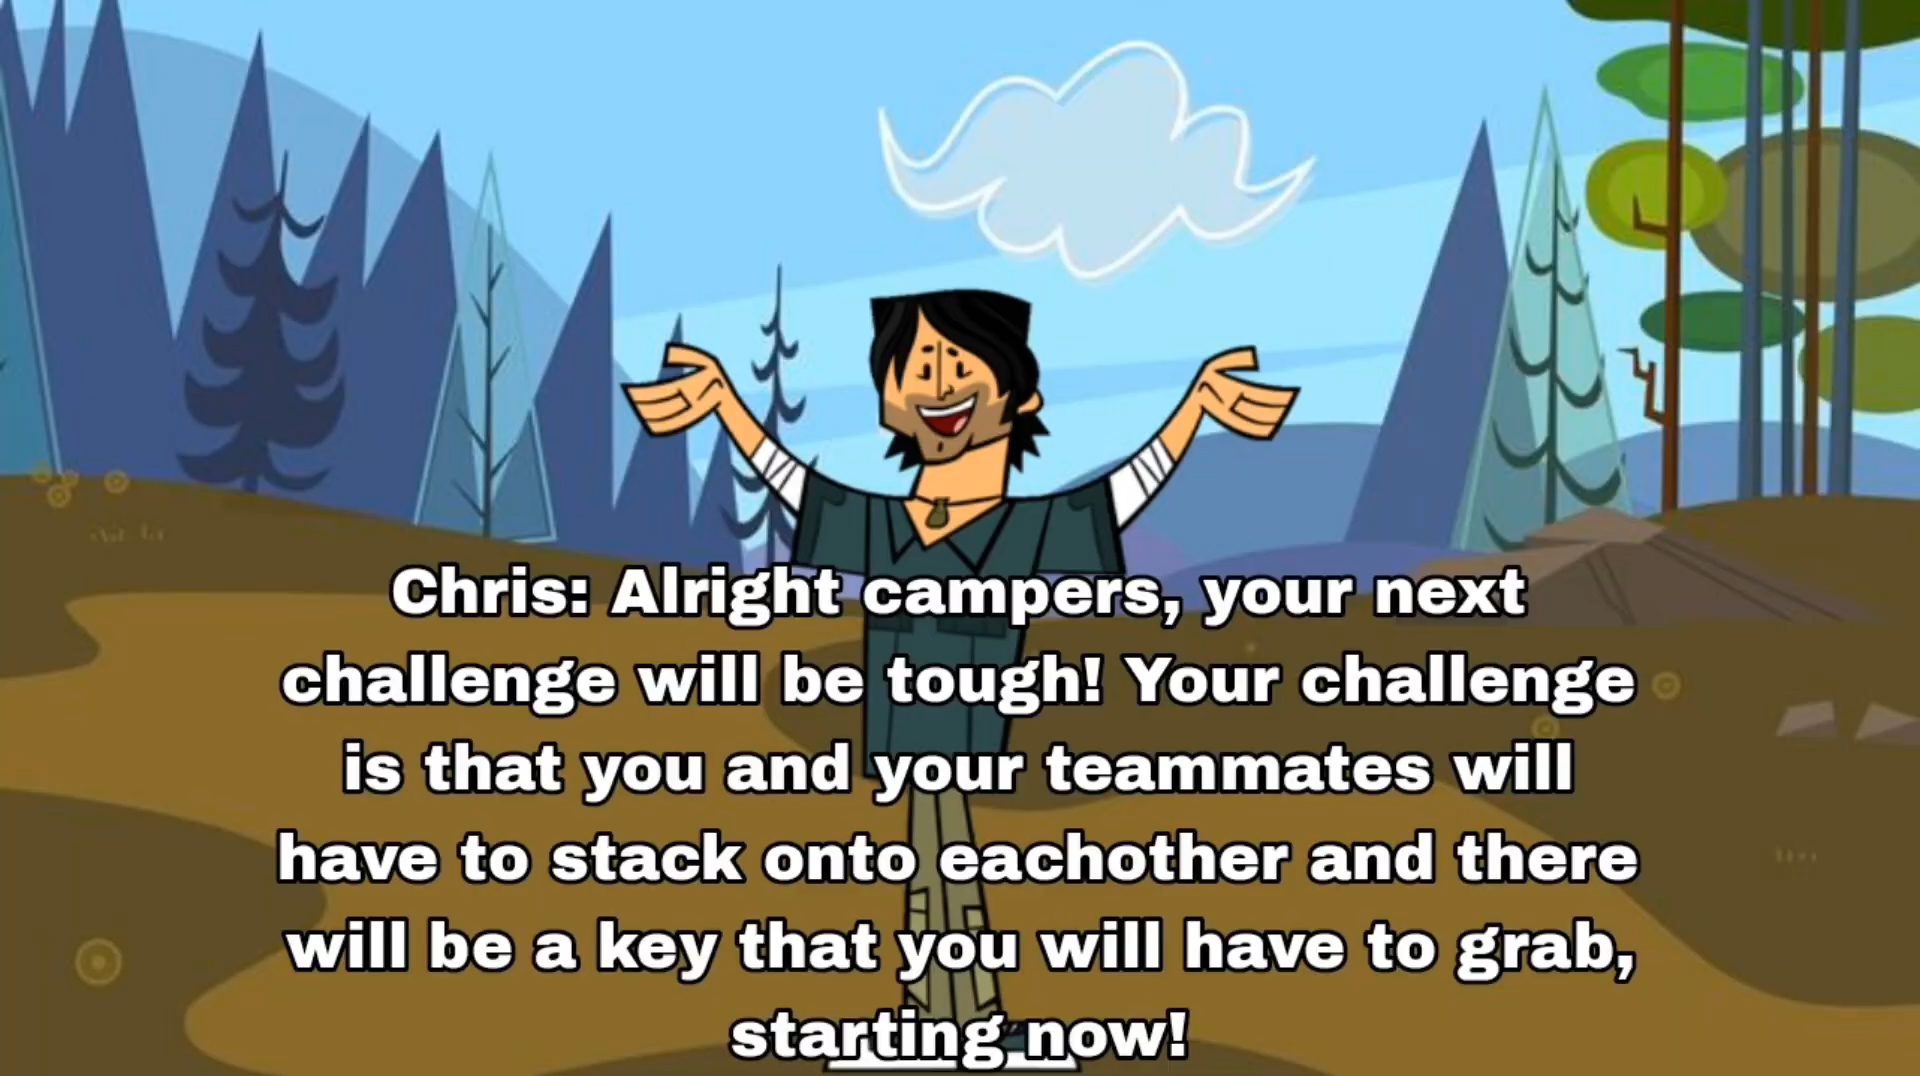 Chris: Alright campers, your next
challenge will be tough! Your challenge
is that you and your teammates will
have to stack onto eachother and there
will be a key that you will have to grab,
starting now!